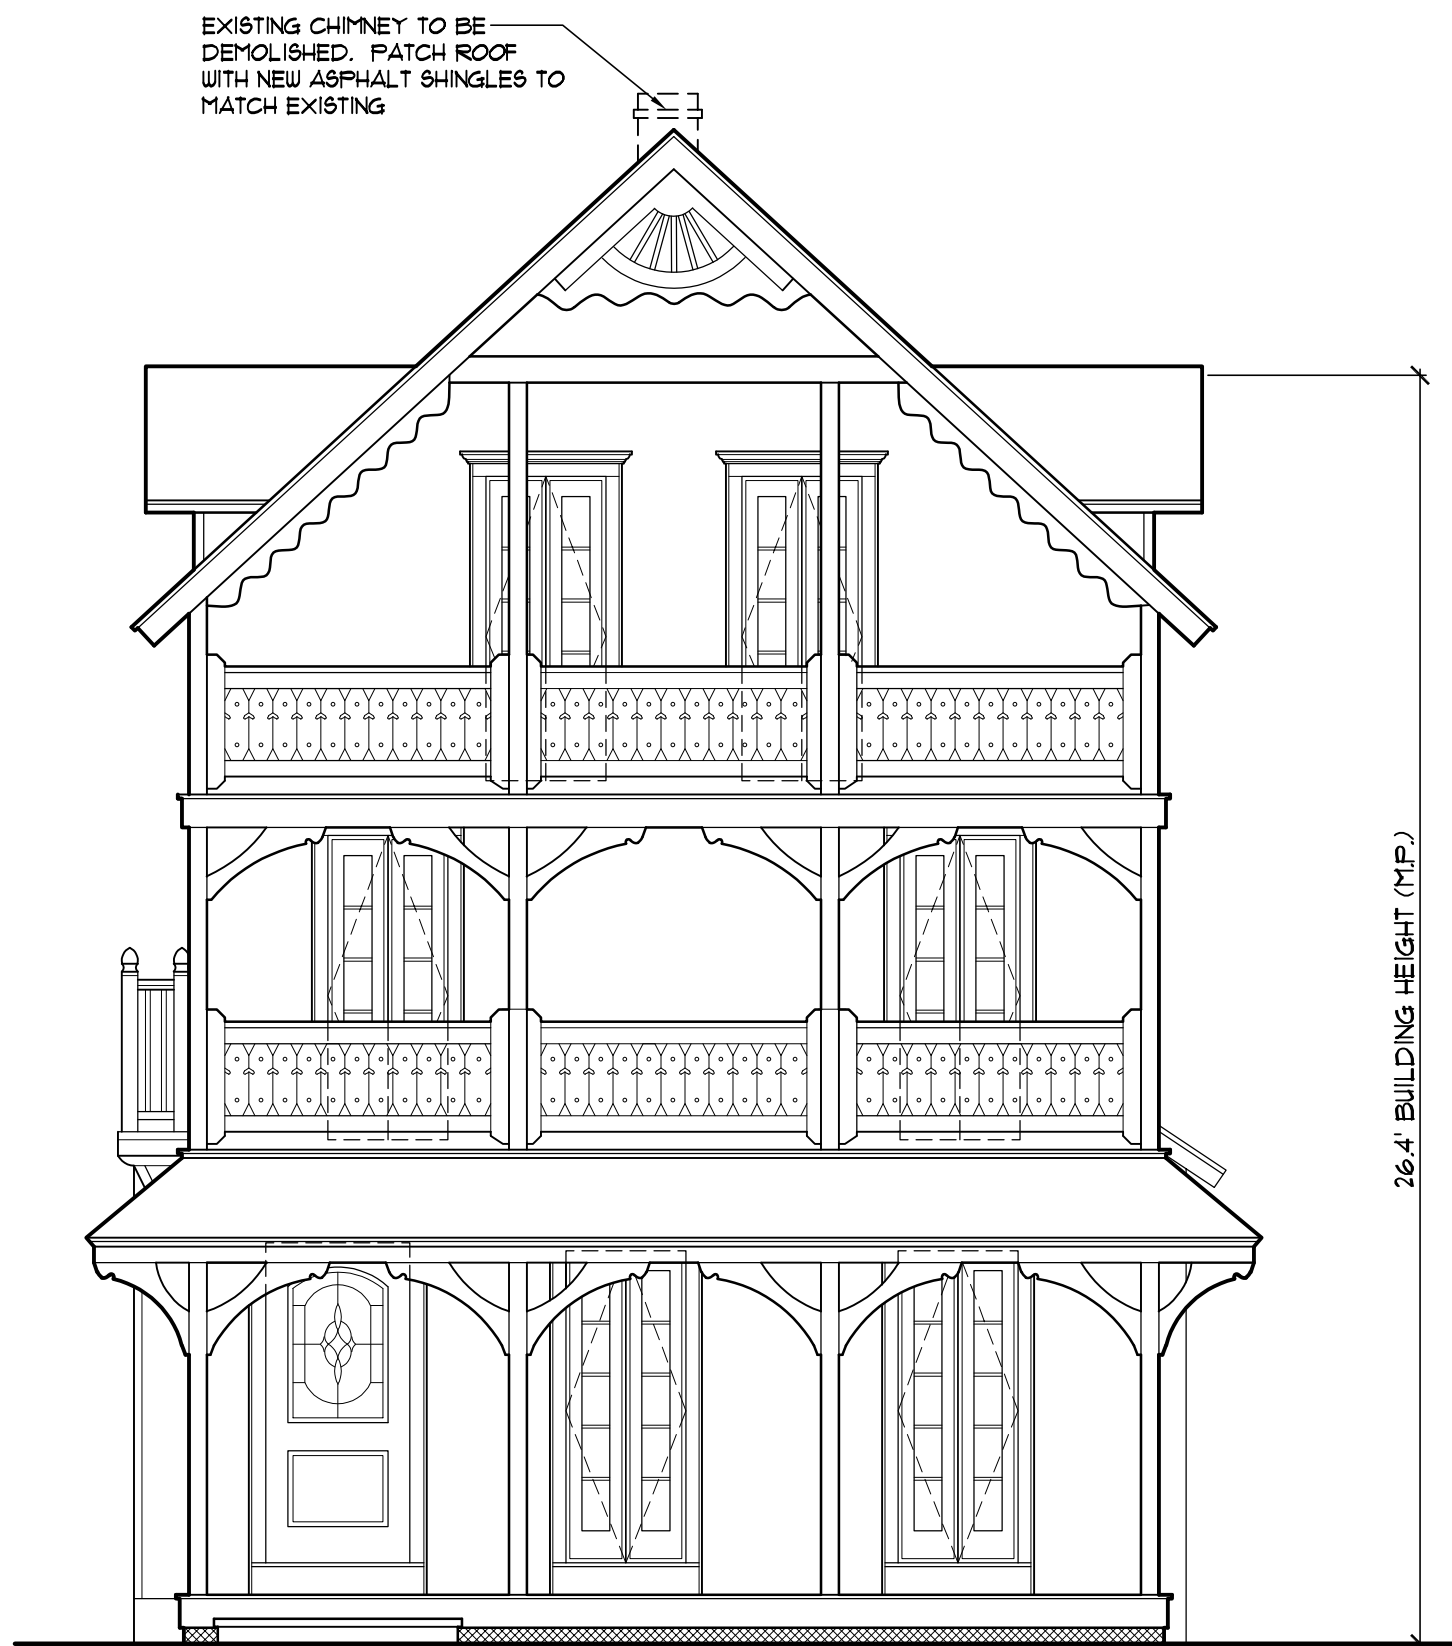 EXISTING CHIMNEY TO BE
DEMOLISHED. PATCH ROOF
WITH NEW ASPHALT SHINGLES TO
MATCH EXISTING
26.4' BUILDING HEIGHT (M.P.)